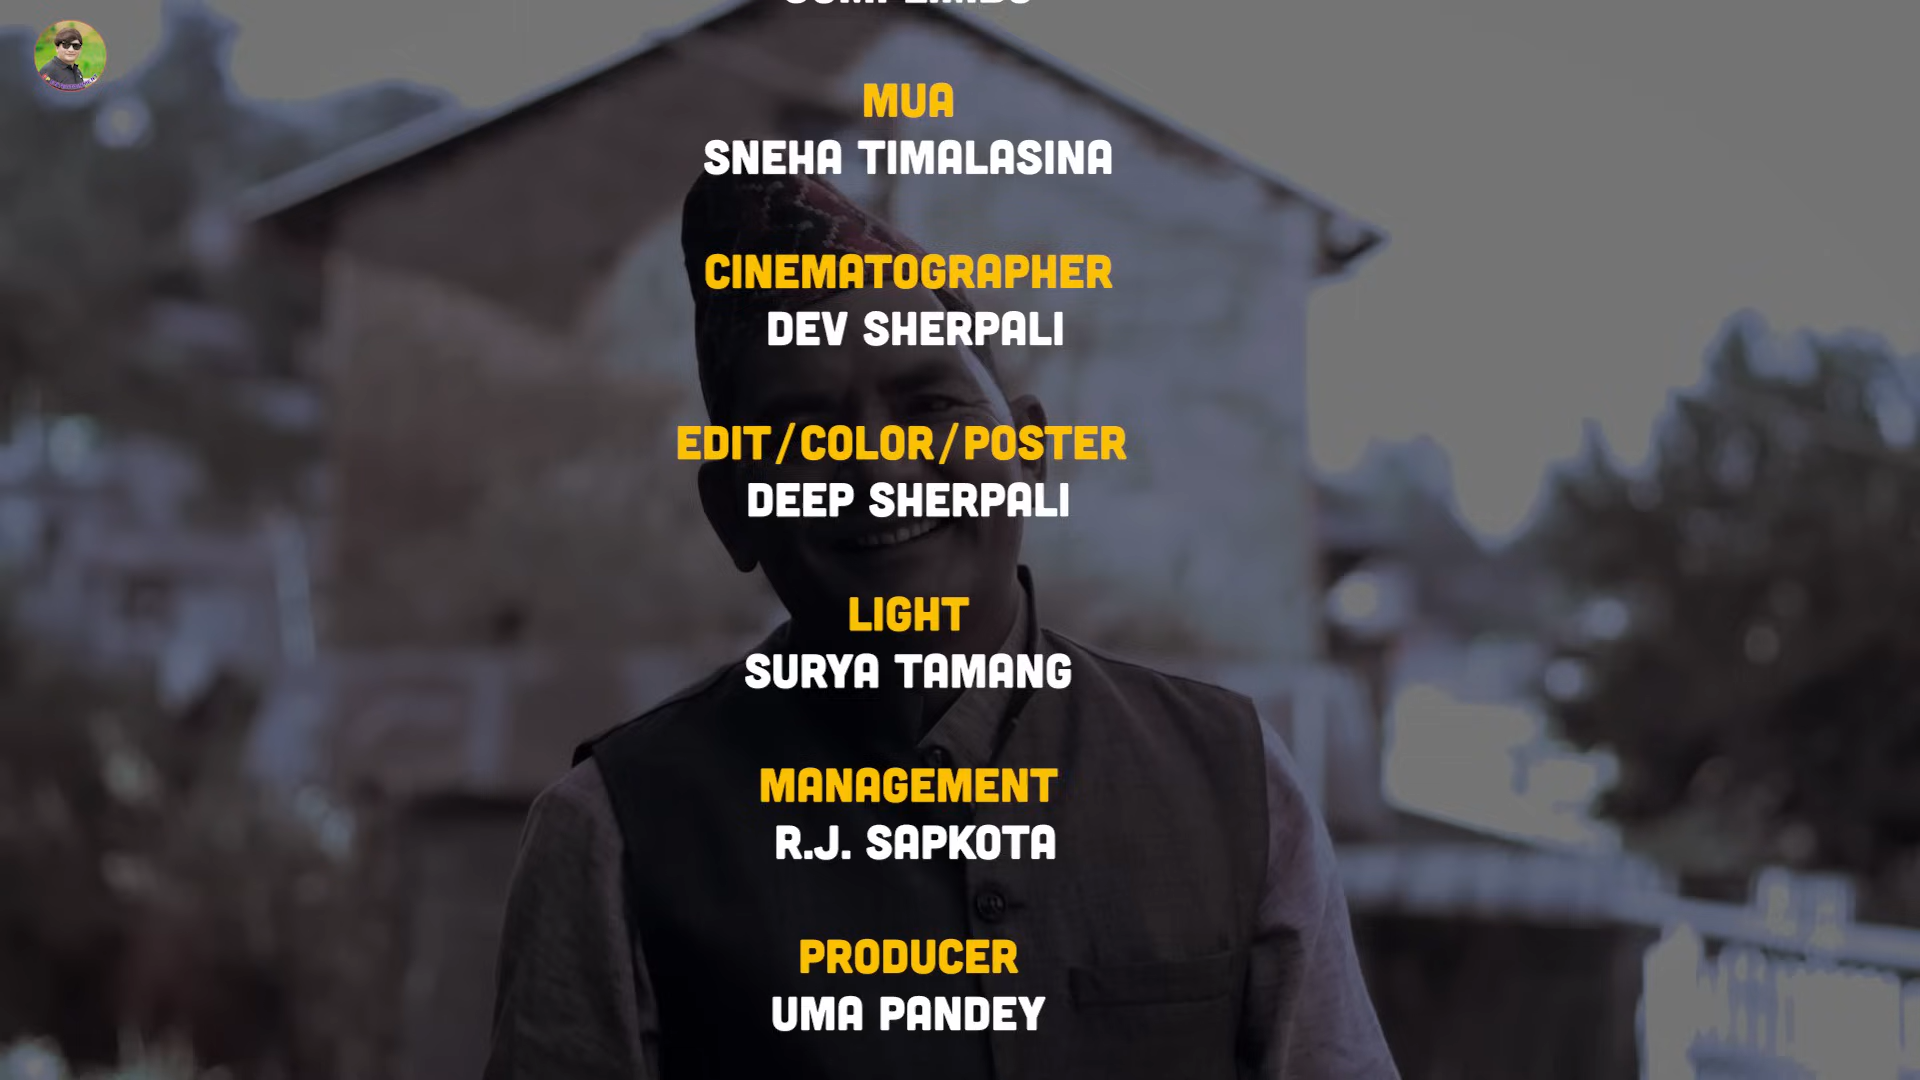 MUA
SNEHA TIMALASINA
CINEMATOGRAPHER
DEV SHERPALI
EDIT/COLOR/POSTER
DEEP SHERPALI
LIGHT
SURYA TAMANG
MANAGEMENT
R.J. SAPKOTA
PRODUCER
UMA PANDEY